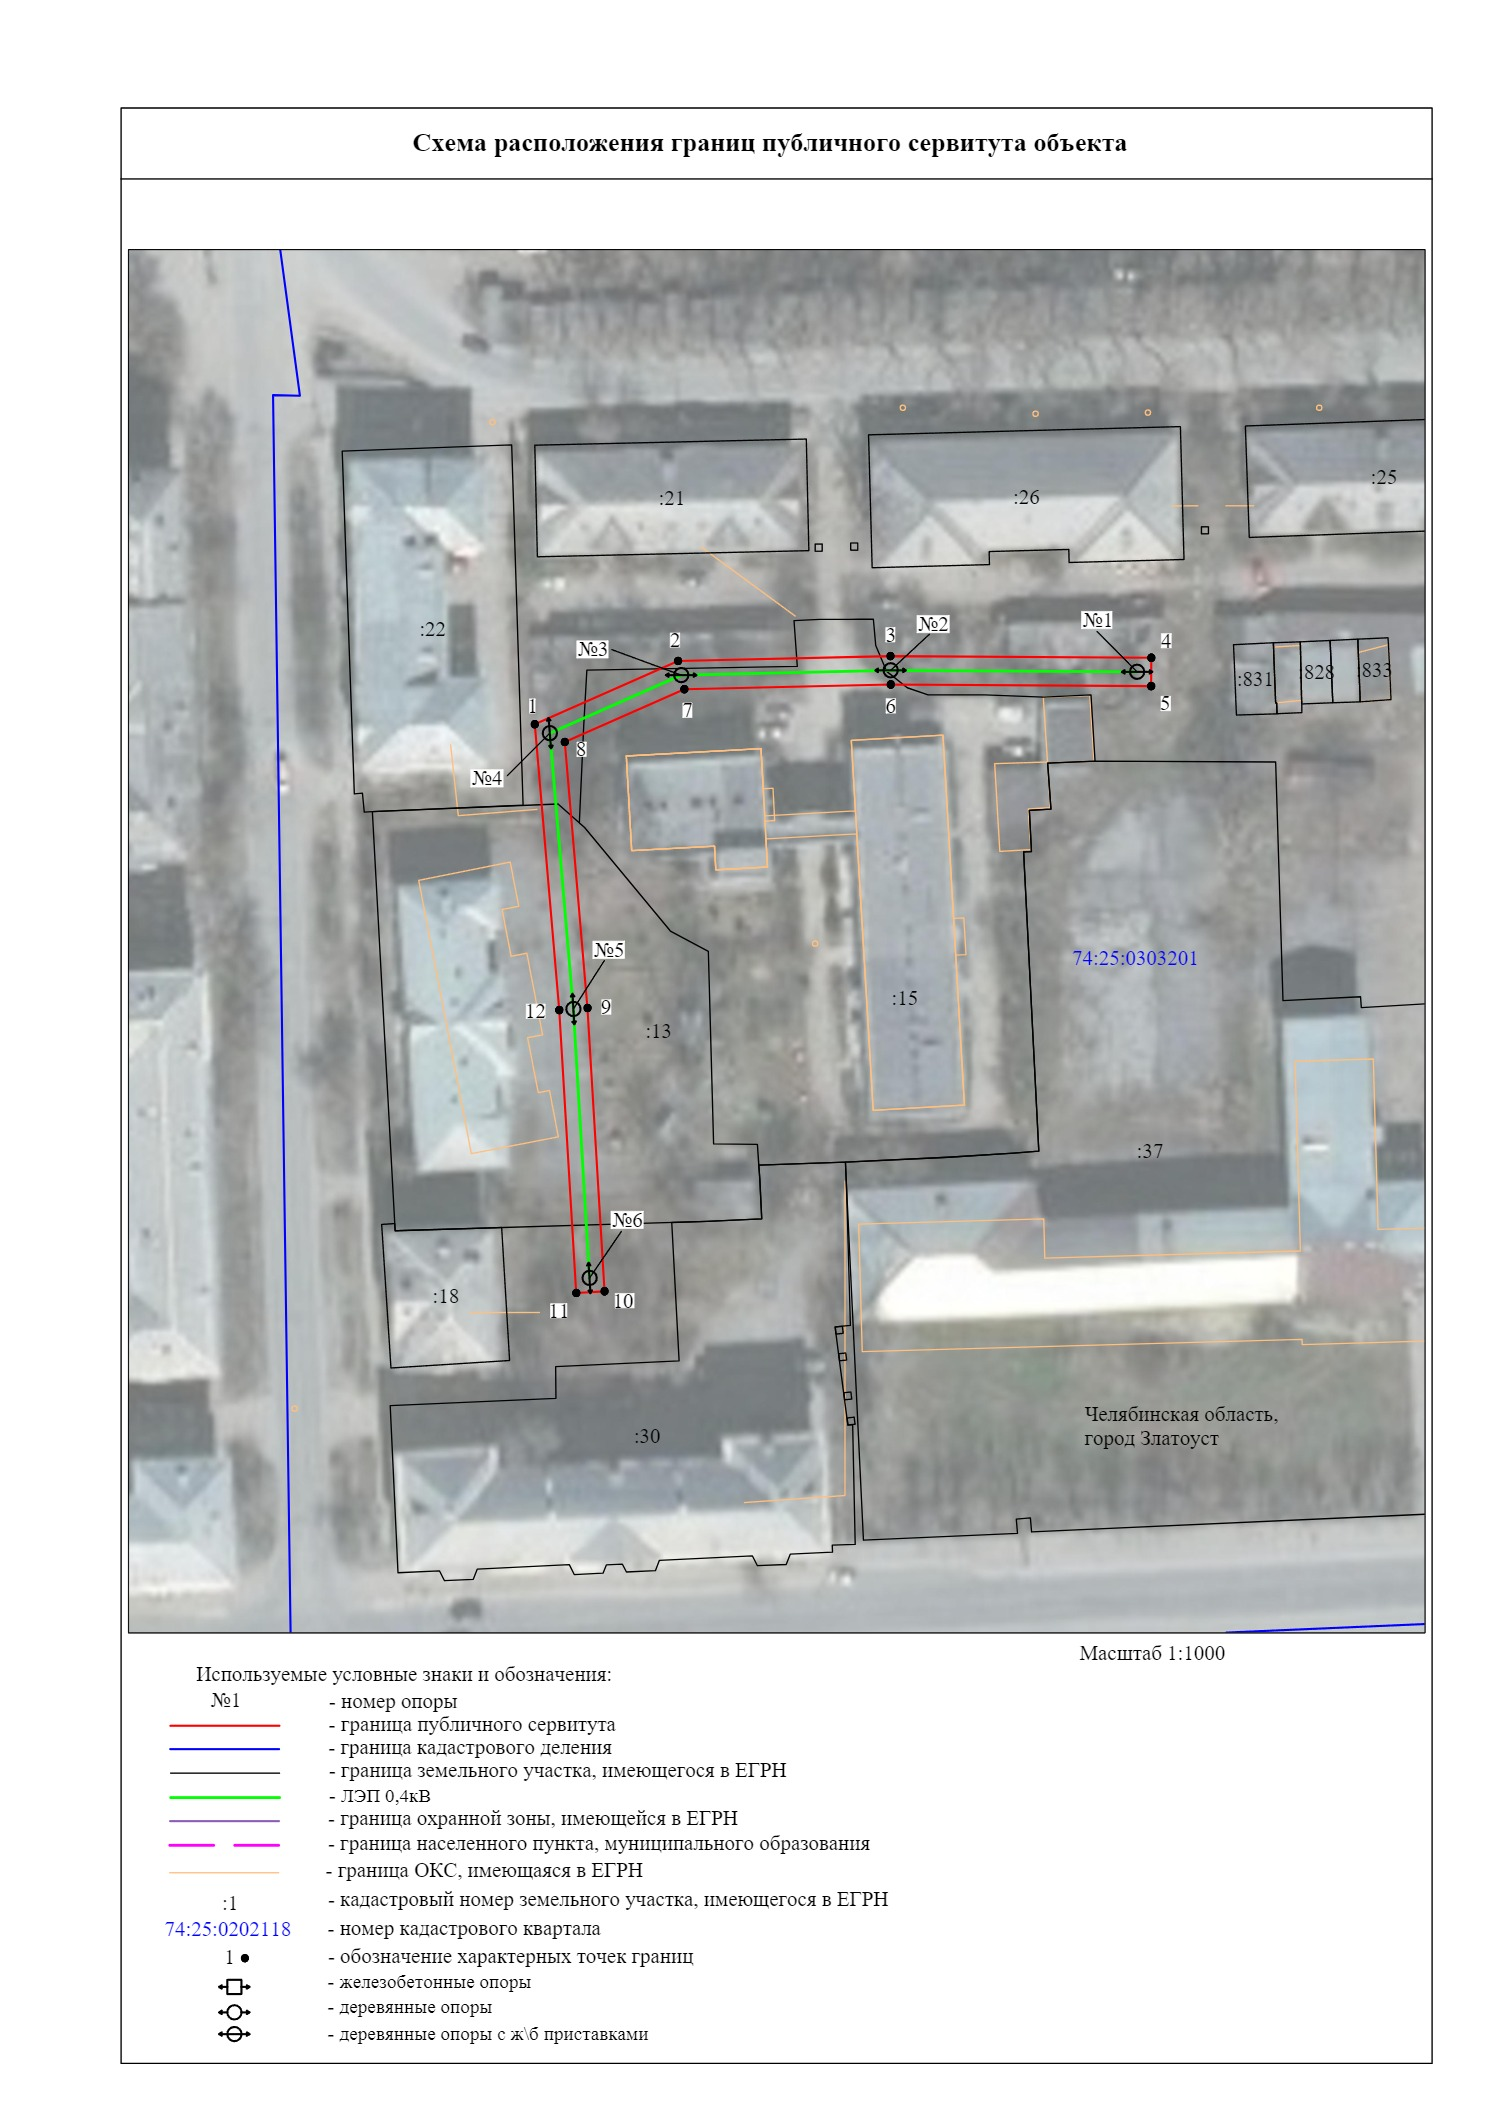 Схема расположения границ публичного сервитута объекта
:21
:26
:25
:22
№3
2
3
№2
№1
4
:831
:828
:833
1
7
6
5
8
№4
№5
12
9
:13
:15
74:25:0303201
:37
№6
:18
11
10
:30
Челябинская область,
город Златоуст
Масштаб 1:1000
Используемые условные знаки и обозначения:
№1 - номер опоры
- граница публичного сервитута
- граница кадастрового деления
- граница земельного участка, имеющегося в ЕГРН
- ЛЭП 0,4кВ
- граница охранной зоны, имеющейся в ЕГРН
- граница населенного пункта, муниципального образования
- граница ОКС, имеющаяся в ЕГРН
:1 - кадастровый номер земельного участка, имеющегося в ЕГРН
74:25:0202118 - номер кадастрового квартала
1 - обозначение характерных точек границ
- железобетонные опоры
- деревянные опоры
- деревянные опоры с ж\б приставками